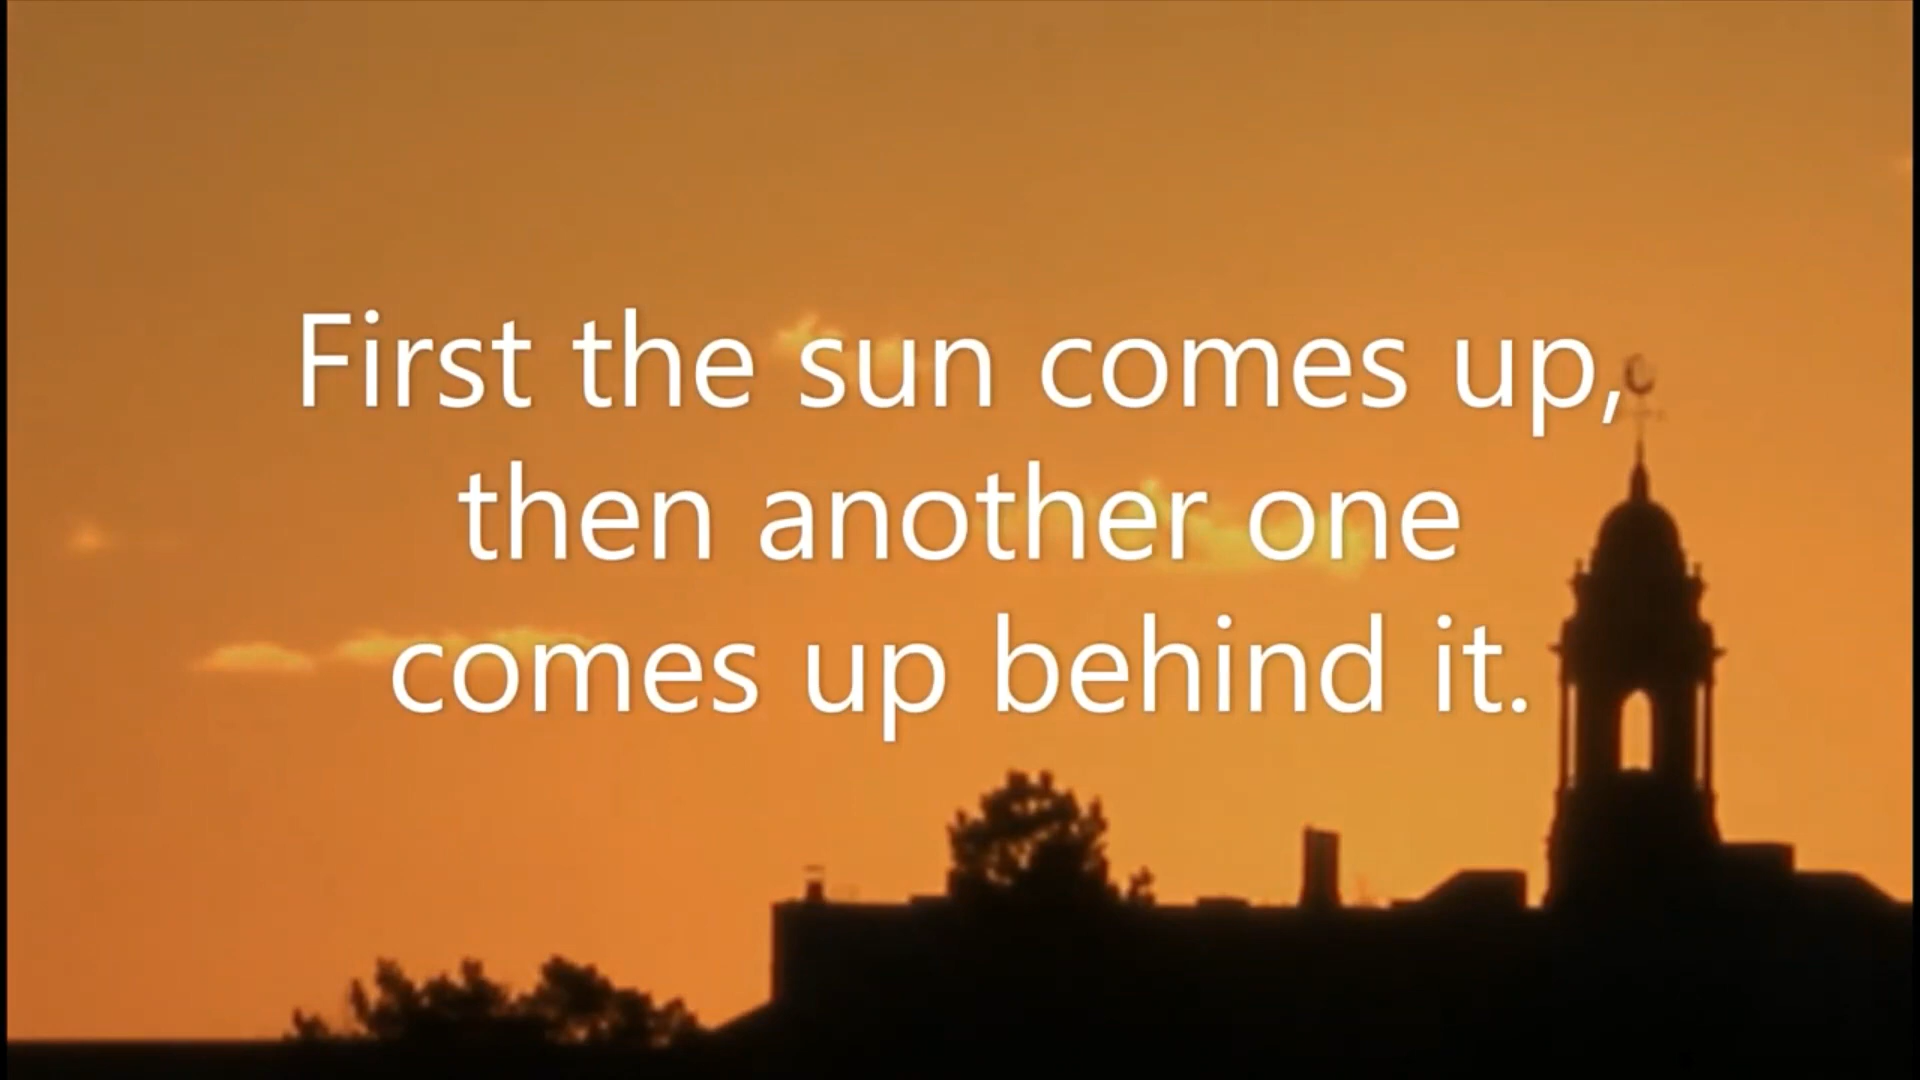 First the sun comes up,
then another one
comes up behind it.